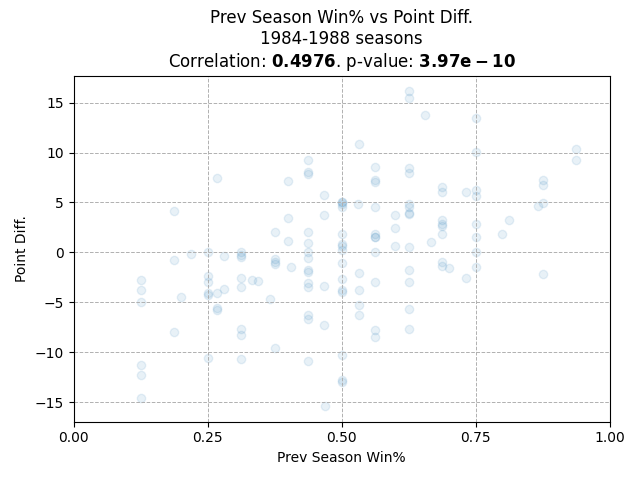 Prev Season Win% vs Point Diff.
1984-1988 seasons
Correlation: 0.4976. p-value: 3.97e − 10
Point Diff.
15
10
5
0
−5
−10
−15
0.00 0.25 0.50 0.75 1.00
Prev Season Win%